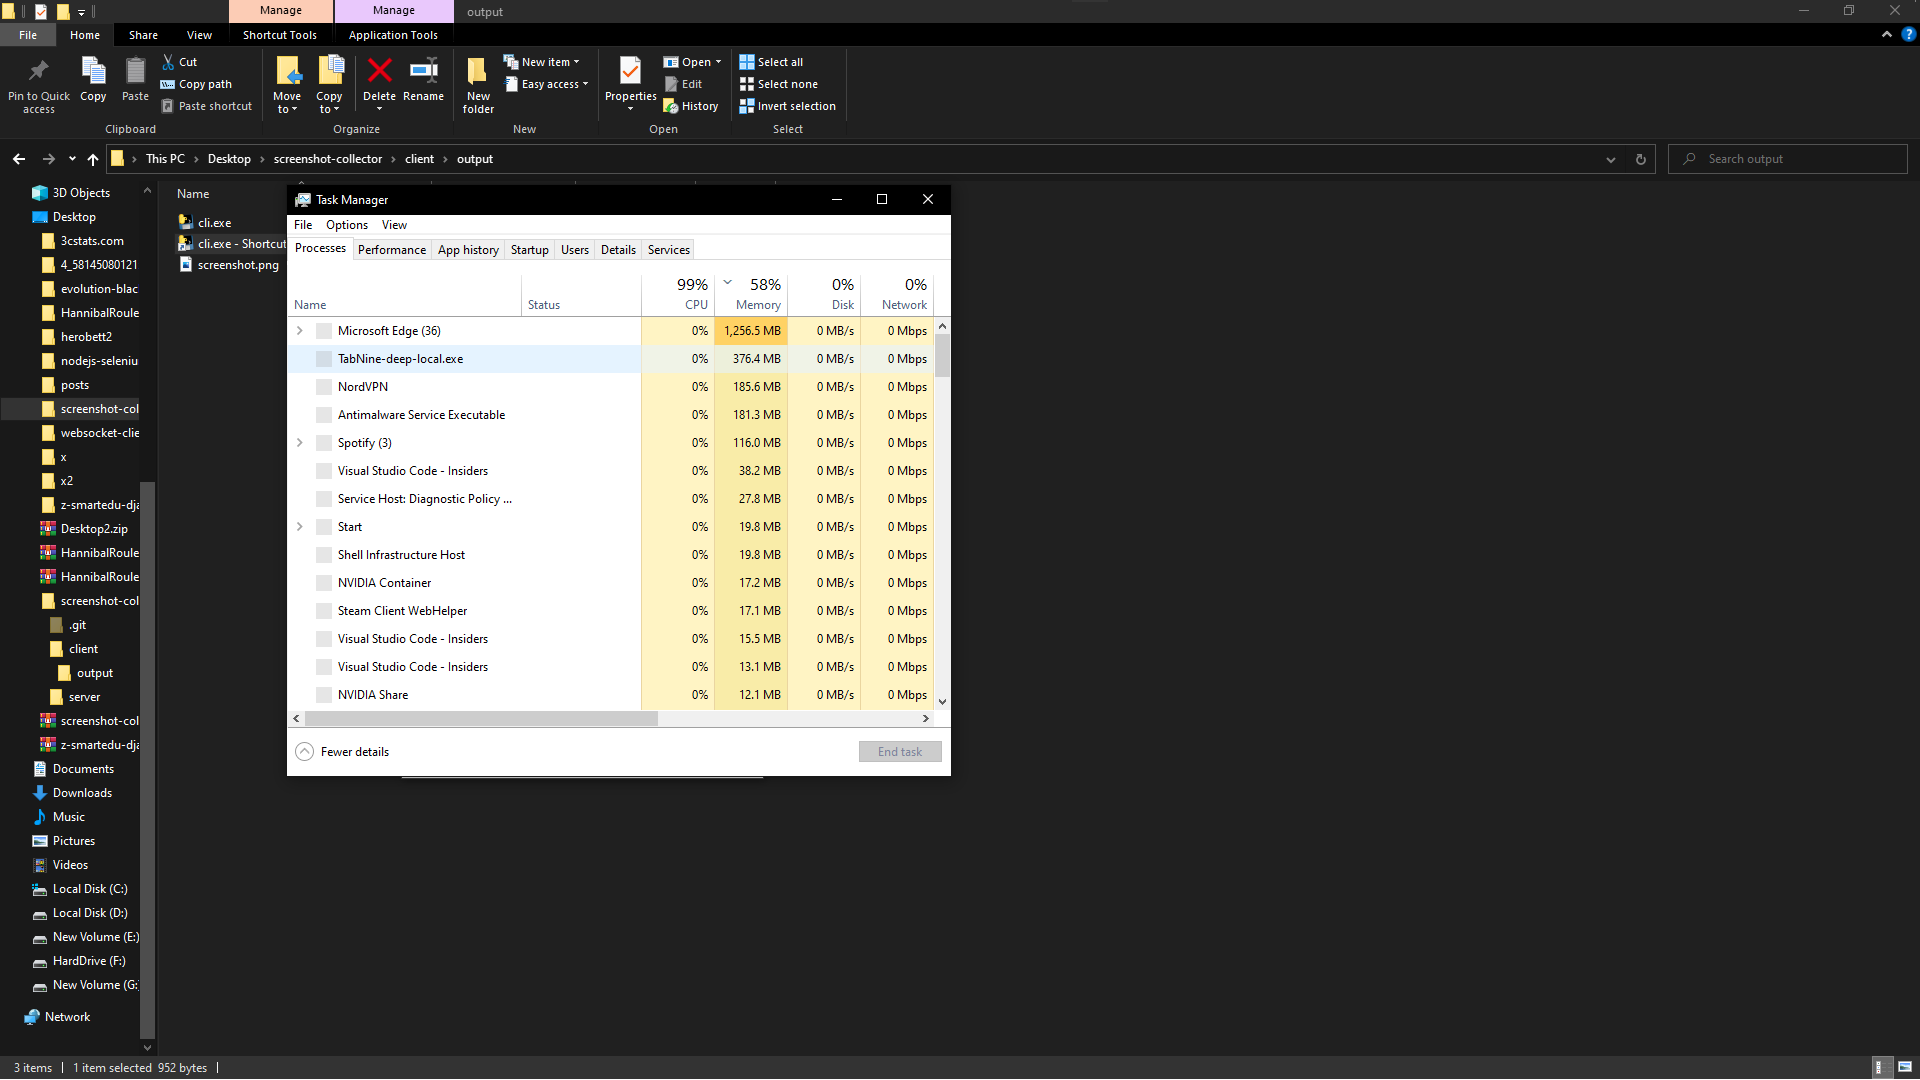 Manage
Manage
output
File
Home
Share
View
Shortcut Tools
Application Tools
Pin to Quick access
Copy
Paste
Cut
Copy path
Paste shortcut
Clipboard
Move to
Copy to
Delete
Rename
Organize
New folder
New item
Easy access
New
Properties
Open
Edit
History
Open
Select all
Select none
Invert selection
Select
This PC > Desktop > screenshot-collector > client > output
Search output
3D Objects
Desktop
3cstats.com
4_58145080121
evolution-blac
HannibalRoule
herobett2
nodejs-seleniu
posts
screenshot-col
websocket-clie
x
x2
z-smartedu-dja
Desktop2.zip
HannibalRoule
HannibalRoule
screenshot-col
.git
client
output
server
screenshot-col
z-smartedu-dja
Documents
Downloads
Music
Pictures
Videos
Local Disk (C:)
Local Disk (D:)
New Volume (E:)
HardDrive (F:)
New Volume (G:
Network
Name
cli.exe
cli.exe - Shortcut
screenshot.png
Task Manager
File Options View
Processes Performance App history Startup Users Details Services
99% 58% 0% 0%
Name Status CPU Memory Disk Network
Microsoft Edge (36) 0% 1,256.5 MB 0 MB/s 0 Mbps
TabNine-deep-local.exe 0% 376.4 MB 0 MB/s 0 Mbps
NordVPN 0% 185.6 MB 0 MB/s 0 Mbps
Antimalware Service Executable 0% 181.3 MB 0 MB/s 0 Mbps
Spotify (3) 0% 116.0 MB 0 MB/s 0 Mbps
Visual Studio Code - Insiders 0% 38.2 MB 0 MB/s 0 Mbps
Service Host: Diagnostic Policy ... 0% 27.8 MB 0 MB/s 0 Mbps
Start 0% 19.8 MB 0 MB/s 0 Mbps
Shell Infrastructure Host 0% 19.8 MB 0 MB/s 0 Mbps
NVIDIA Container 0% 17.2 MB 0 MB/s 0 Mbps
Steam Client WebHelper 0% 17.1 MB 0 MB/s 0 Mbps
Visual Studio Code - Insiders 0% 15.5 MB 0 MB/s 0 Mbps
Visual Studio Code - Insiders 0% 13.1 MB 0 MB/s 0 Mbps
NVIDIA Share 0% 12.1 MB 0 MB/s 0 Mbps
Fewer details
End task
3 items
1 item selected 952 bytes